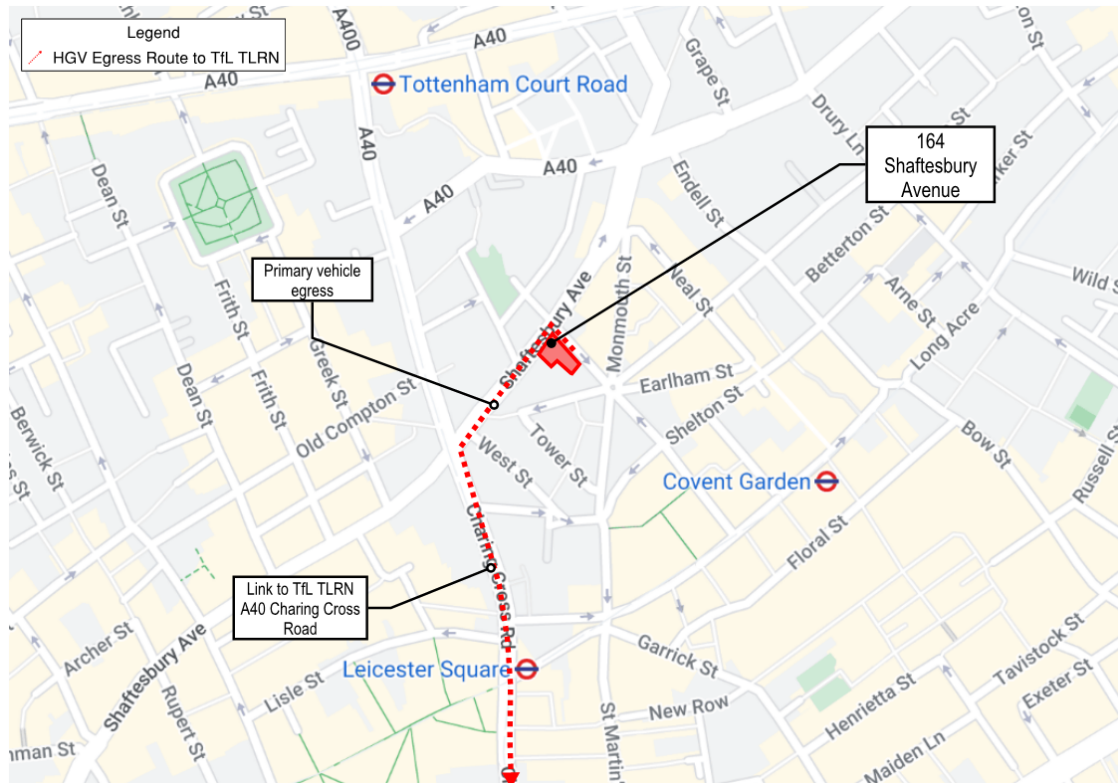 Legend
HGV Egress Route to TfL TLRN
A400
A40
A40
Tottenham Court Road
A40
A40
A40
Grape St
Drury Ln
164
Shaftesbury
Avenue
Endell St
Betterton St
Dean St
Primary vehicle
egress
Frith St
Shaftesbury Ave
Monmouth St
Neal St
Arne St
Wild S
Long Acre
Greek St
Dean St
Frith St
Old Compton St
Earlham St
Shelton St
Berwick St
West St
Tower St
Bow St
Russell St
Covent Garden
Charing Cross Rd
Floral St
Link to TfL TLRN
A40 Charing Cross
Road
Archer St
Shaftesbury Ave
Rupert St
Lisle St
Leicester Square
Garrick St
Tavistock St
Exeter St
New Row
Henrietta St
St Martin'
Maiden Ln
nman St